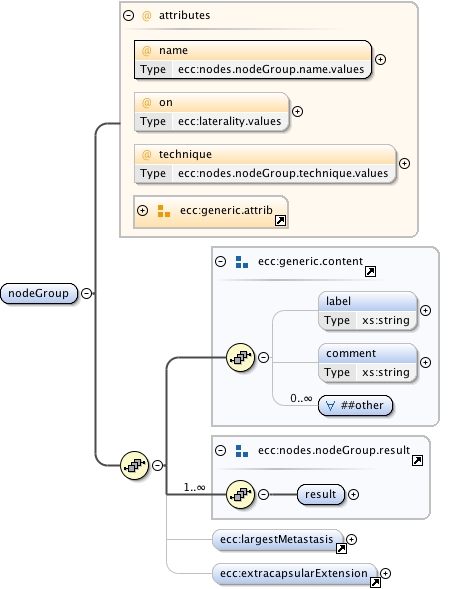 attributes
@ name
Type ecc:nodes.nodeGroup.name.values
@ on
Type ecc:laterality.values
@ technique
Type ecc:nodes.nodeGroup.technique.values
ecc:generic.attrib
nodeGroup
ecc:generic.content
label
Type xs:string
comment
Type xs:string
0..∞
∀ ##other
ecc:nodes.nodeGroup.result
1..∞
result
ecc:largestMetastasis
ecc:extracapsularExtension